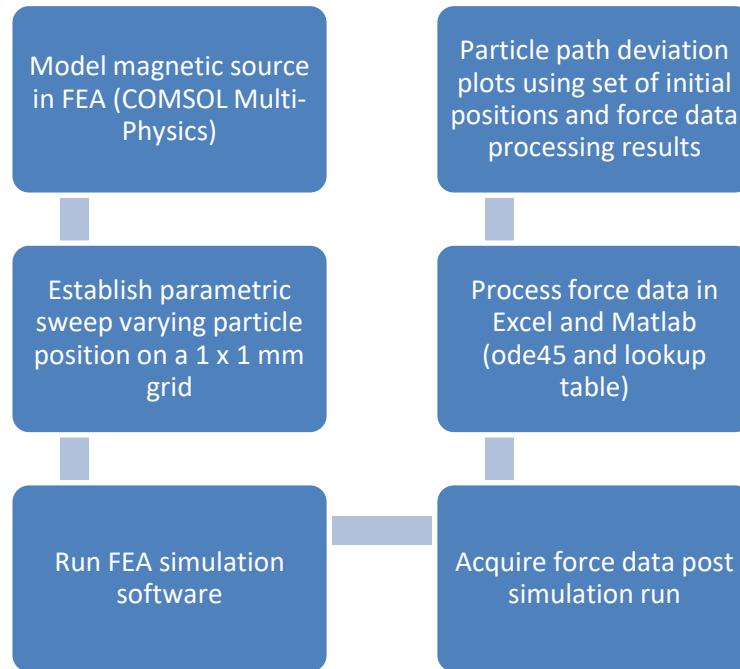 Model magnetic source
in FEA (COMSOL Multi-
Physics)
Establish parametric
sweep varying particle
position on a 1 x 1 mm
grid
Run FEA simulation
software
Acquire force data post
simulation run
Process force data in
Excel and Matlab
(ode45 and lookup
table)
Particle path deviation
plots using set of initial
positions and force data
processing results